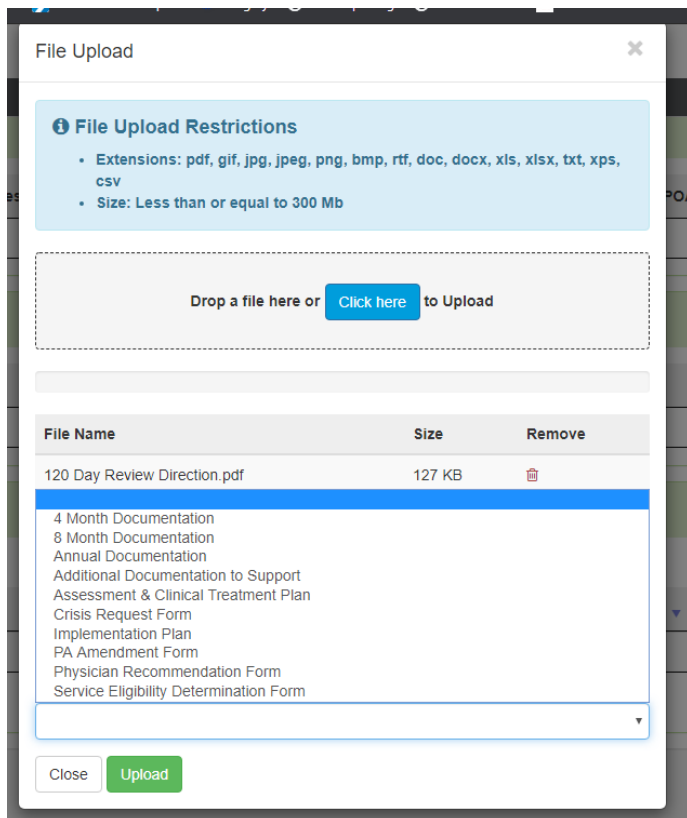 File Upload
File Upload Restrictions
Extensions: pdf, gif, jpg, jpeg, png, bmp, rtf, doc, docx, xls, xlsx, txt, xps,
csv
Size: Less than or equal to 300 Mb
Drop a file here or Click here to Upload
File Name Size Remove
120 Day Review Direction.pdf 127 KB
4 Month Documentation
8 Month Documentation
Annual Documentation
Additional Documentation to Support
Assessment & Clinical Treatment Plan
Crisis Request Form
Implementation Plan
PA Amendment Form
Physician Recommendation Form
Service Eligibility Determination Form
Close Upload